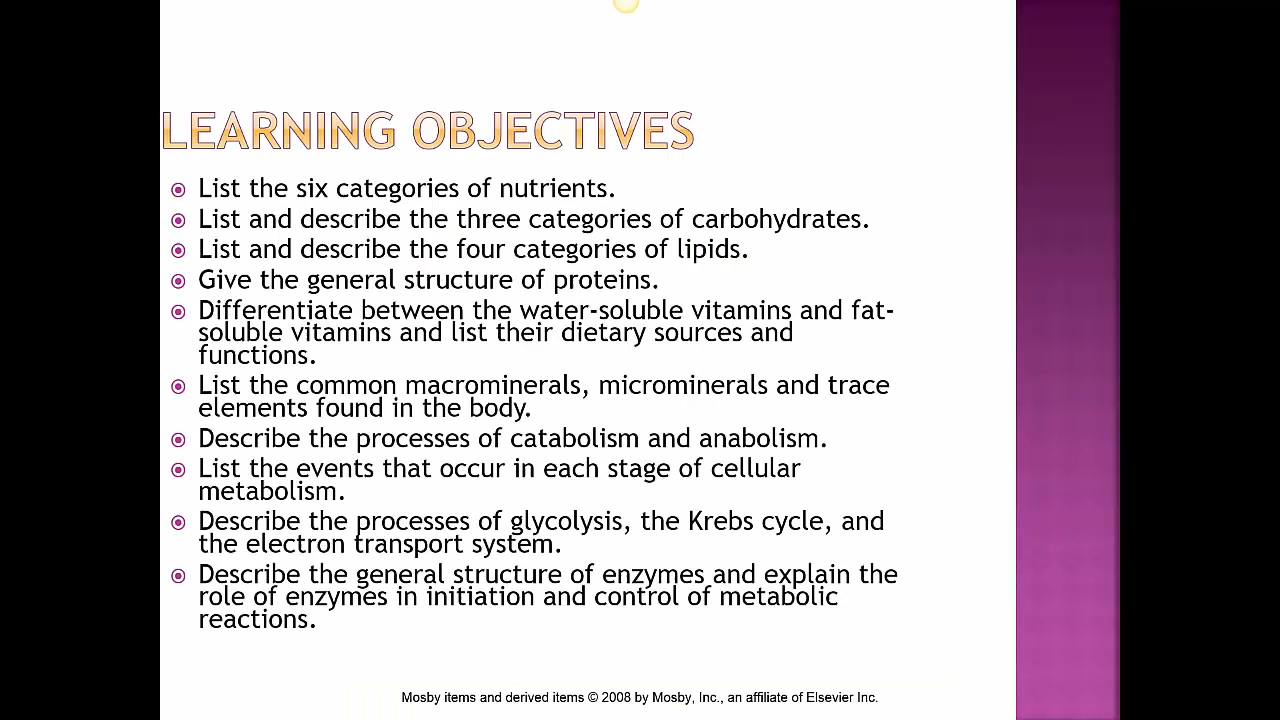 LEARNING OBJECTIVES
List the six categories of nutrients.
List and describe the three categories of carbohydrates.
List and describe the four categories of lipids.
Give the general structure of proteins.
Differentiate between the water-soluble vitamins and fat-
soluble vitamins and list their dietary sources and
functions.
List the common macrominerals, microminerals and trace
elements found in the body.
Describe the processes of catabolism and anabolism.
List the events that occur in each stage of cellular
metabolism.
Describe the processes of glycolysis, the Krebs cycle, and
the electron transport system.
Describe the general structure of enzymes and explain the
role of enzymes in initiation and control of metabolic
reactions.
Mosby items and derived items © 2008 by Mosby, Inc., an affiliate of Elsevier Inc.